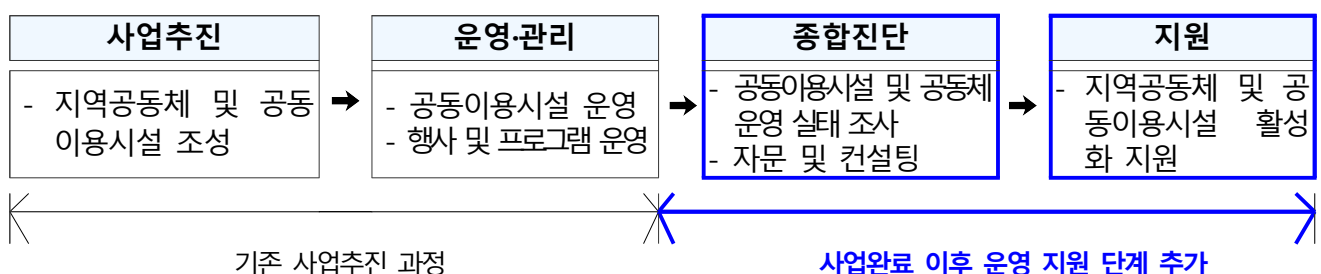 사업추진
- 지역공동체 및 공동
이용시설 조성
운영·관리
- 공동이용시설 운영
- 행사 및 프로그램 운영
종합진단
- 공동이용시설 및 공동체
운영 실태 조사
- 자문 및 컨설팅
지원
- 지역공동체 및 공
동이용시설 활성
화 지원
기존 사업추진 과정
사업완료 이후 운영 지원 단계 추가